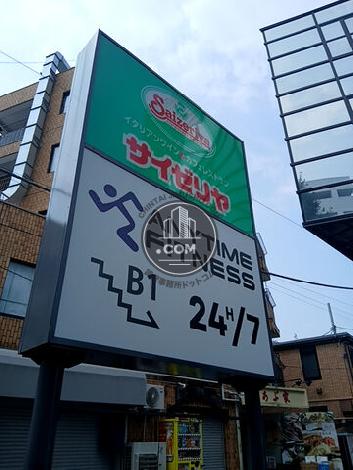 Saizeriya
イタリアンワイン&カフェレストラン
サイゼリヤ
ANYTIME
FITNESS
B1
24H/7
.COM